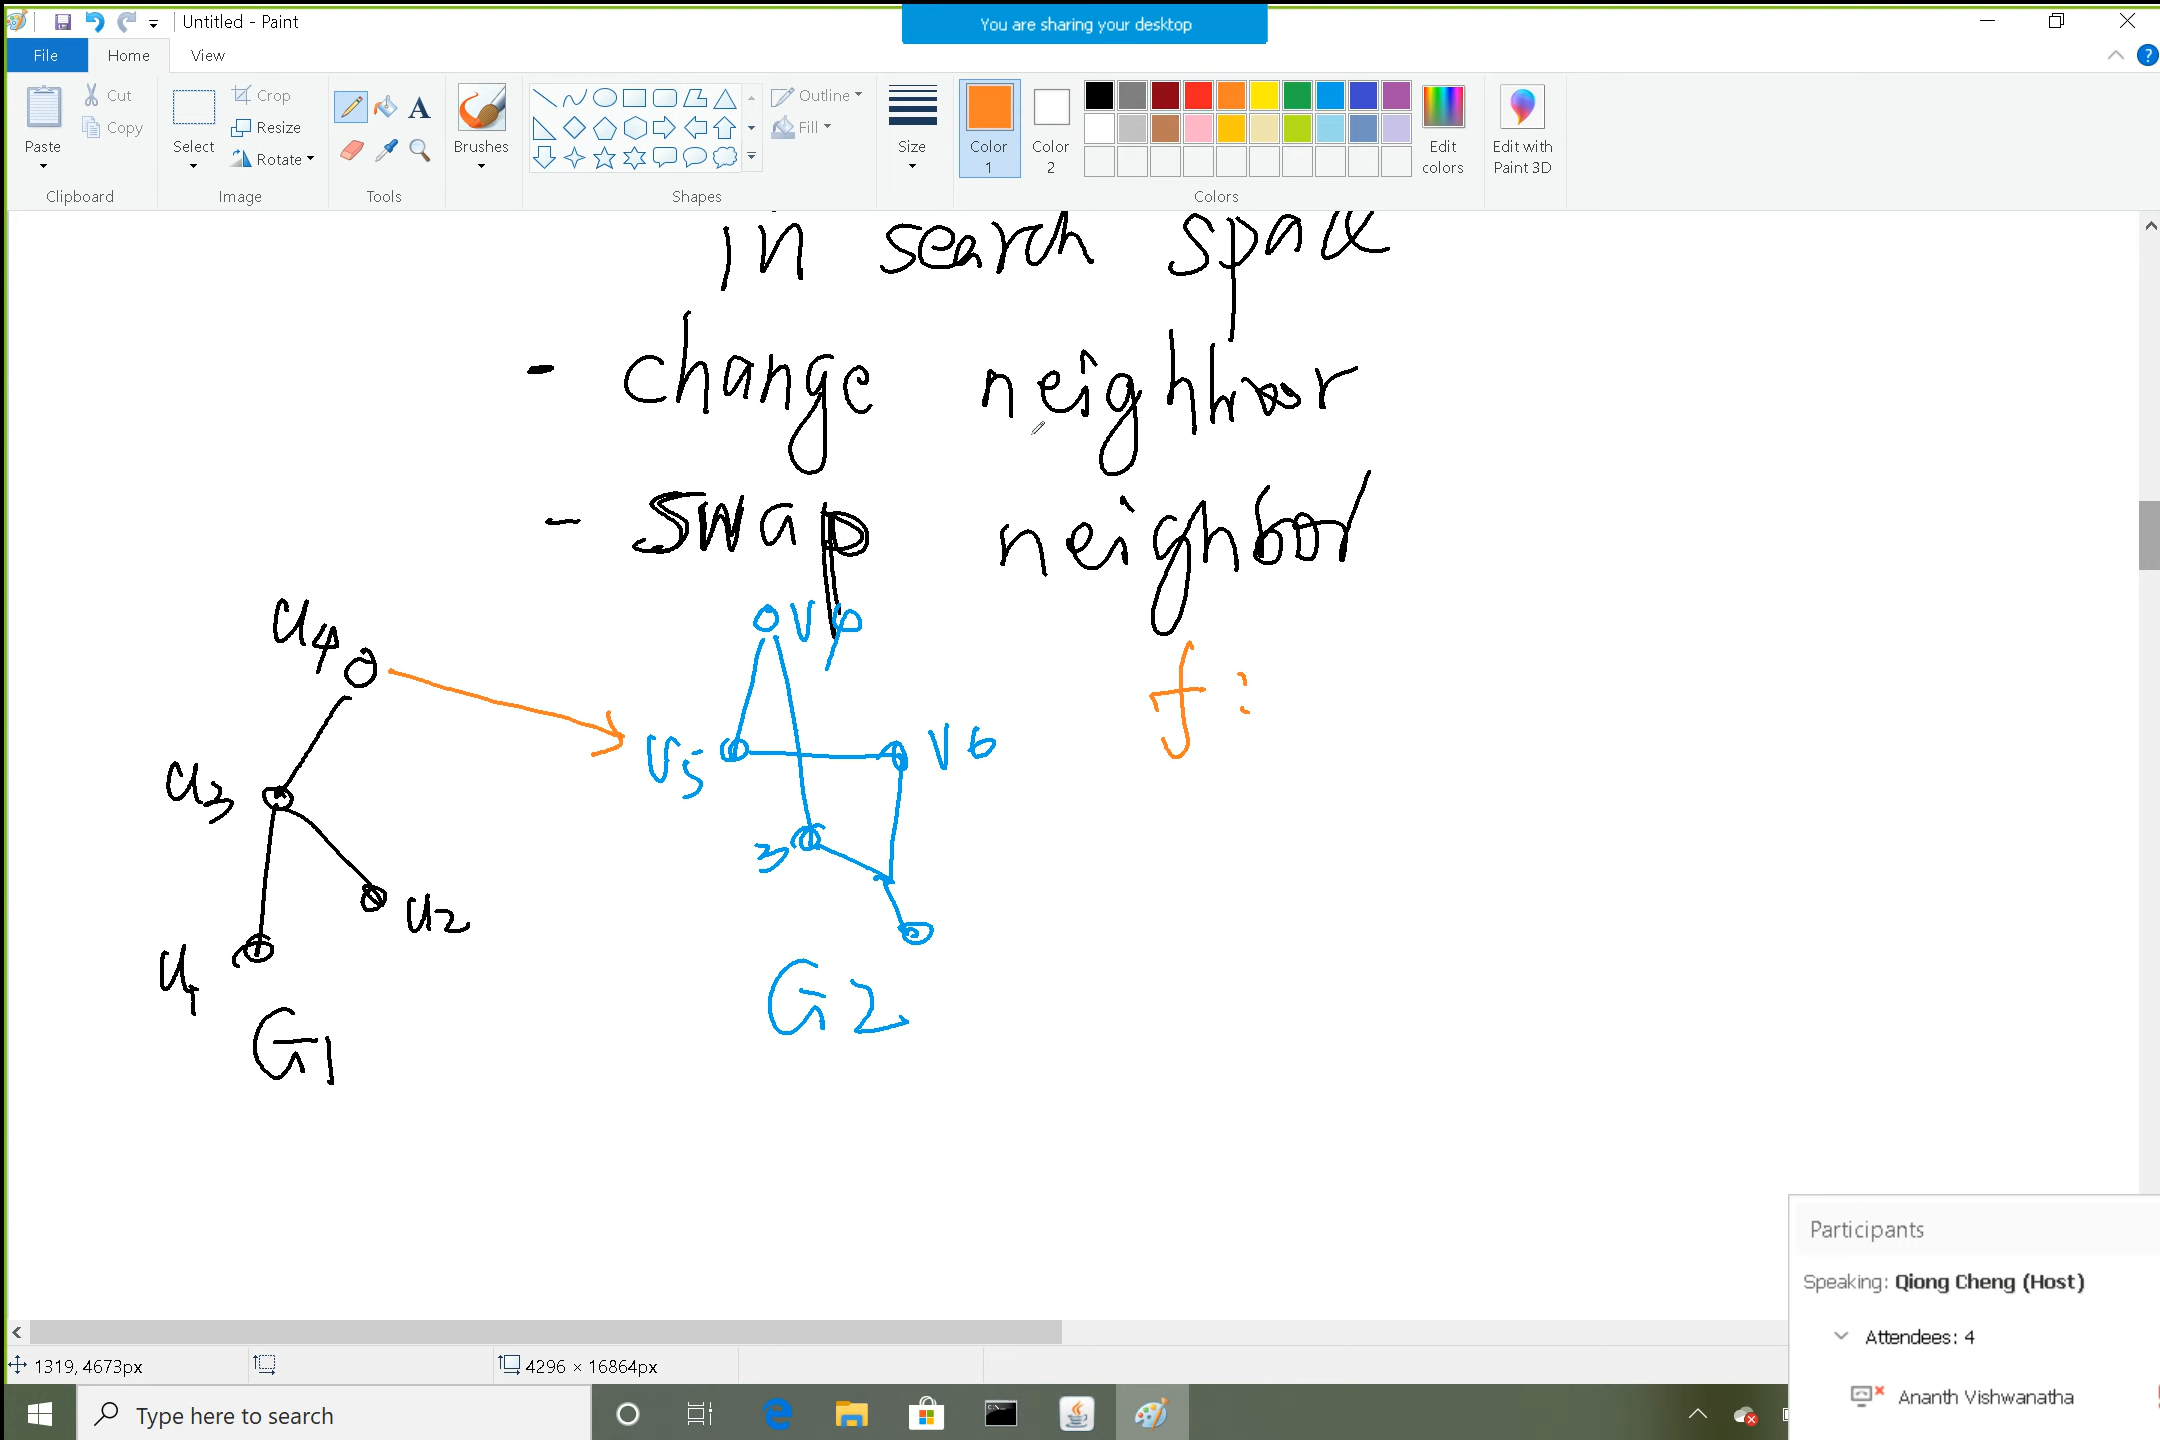 Untitled - Paint
You are sharing your desktop
File Home View
Cut
Copy
Paste
Clipboard
Crop
Resize
Rotate
Select
Image
Tools
Brushes
Outline
Fill
Shapes
Size
Color 1
Color 2
Edit colors
Edit with Paint 3D
Colors
in search space
- change neighbor
- swap neighbor
u4
V5
V6
f:
u3
3
u2
u1
G1
G2
Participants
Speaking: Qiong Cheng (Host)
Attendees: 4
Ananth Vishwanatha
1319, 4673px
4296 × 16864px
Type here to search